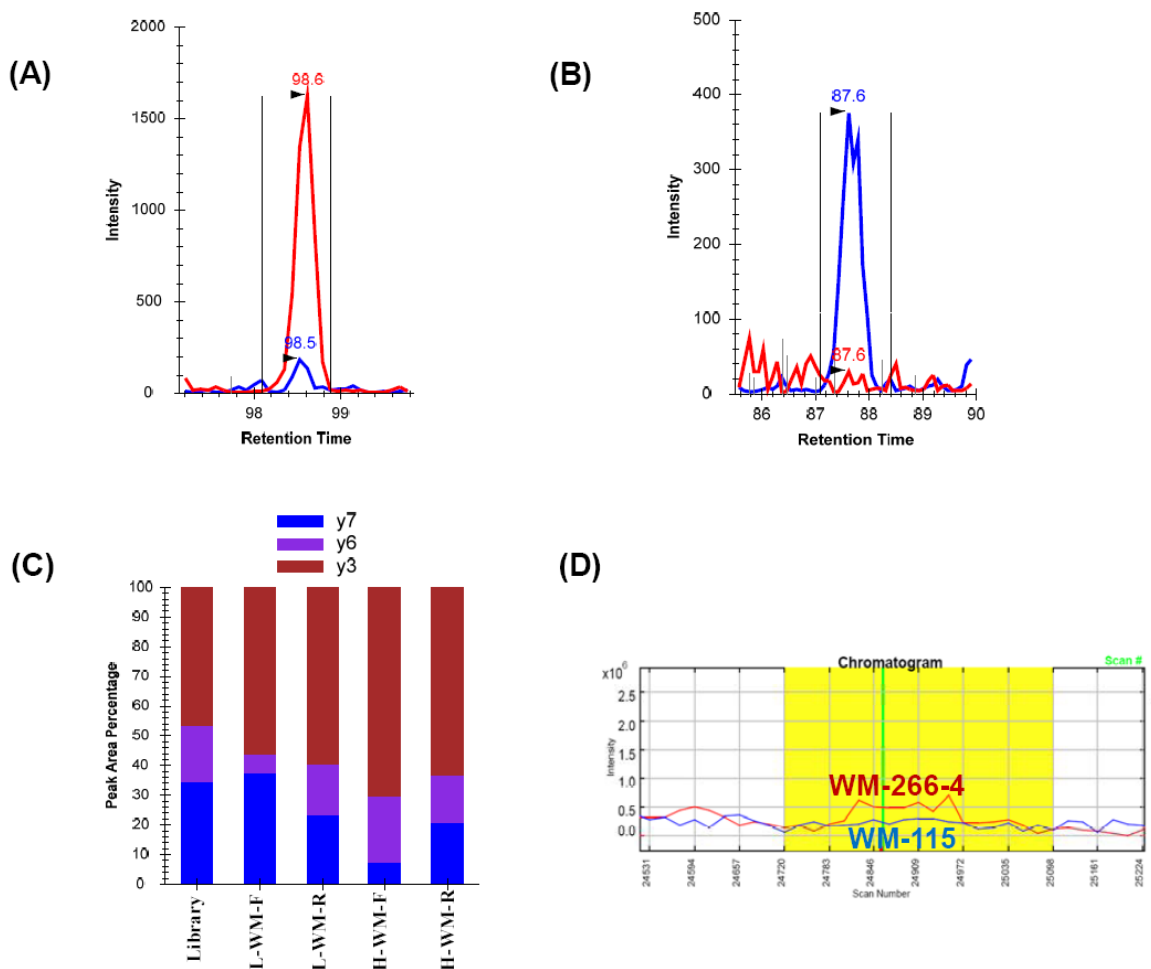 (A)
2000
1500
1000
500
0
Intensity
98.6
98.5
98
99
Retention Time
(B)
500
400
300
200
100
0
Intensity
87.6
87.6
86
87
88
89
90
Retention Time
(C)
y7
y6
y3
100
90
80
70
60
50
40
30
20
10
0
Peak Area Percentage
Library
L-WM-F
L-WM-R
H-WM-F
H-WM-R
(D)
Chromatogram
Scan #
x10⁶
2.5
2.0
1.5
1.0
0.5
0.0
Intensity
WM-266-4
WM-115
24531
24594
24657
24720
24783
24846
24909
24972
25035
25098
25161
25224
Scan Number